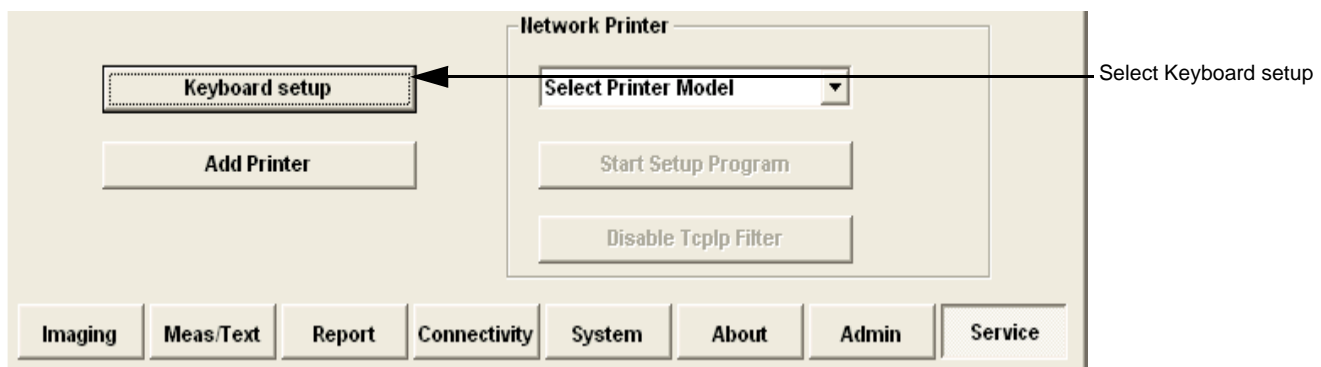 Network Printer
Keyboard setup
Select Printer Model
Select Keyboard setup
Add Printer
Start Setup Program
Disable TcpIp Filter
Imaging
Meas/Text
Report
Connectivity
System
About
Admin
Service